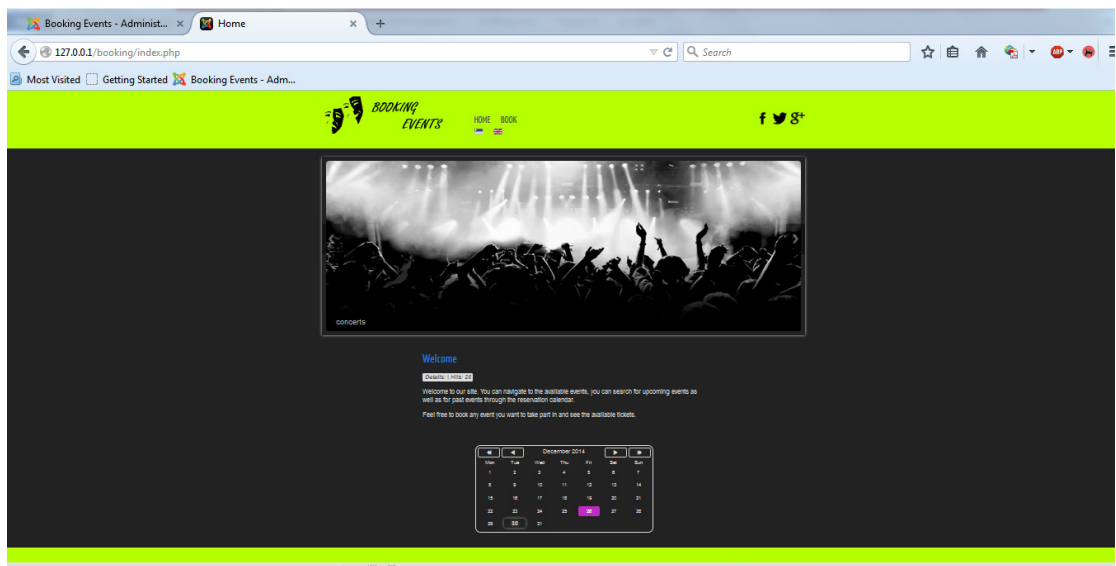 Booking Events - Administ... × Home × +
127.0.0.1/booking/index.php Search ABP
Most Visited Getting Started Booking Events - Adm...
BOOKING
EVENTS
HOME BOOK
f g+
concerts
Welcome
Details: | Hits: 26
Welcome to our site. You can navigate to the available events, you can search for upcoming events as
well as for past events through the reservation calendar.
Feel free to book any event you want to take part in and see the available tickets.
December 2014
Mon Tue Wed Thu Fri Sat Sun
1 2 3 4 5 6 7
8 9 10 11 12 13 14
15 16 17 18 19 20 21
22 23 24 25 26 27 28
29 30 31